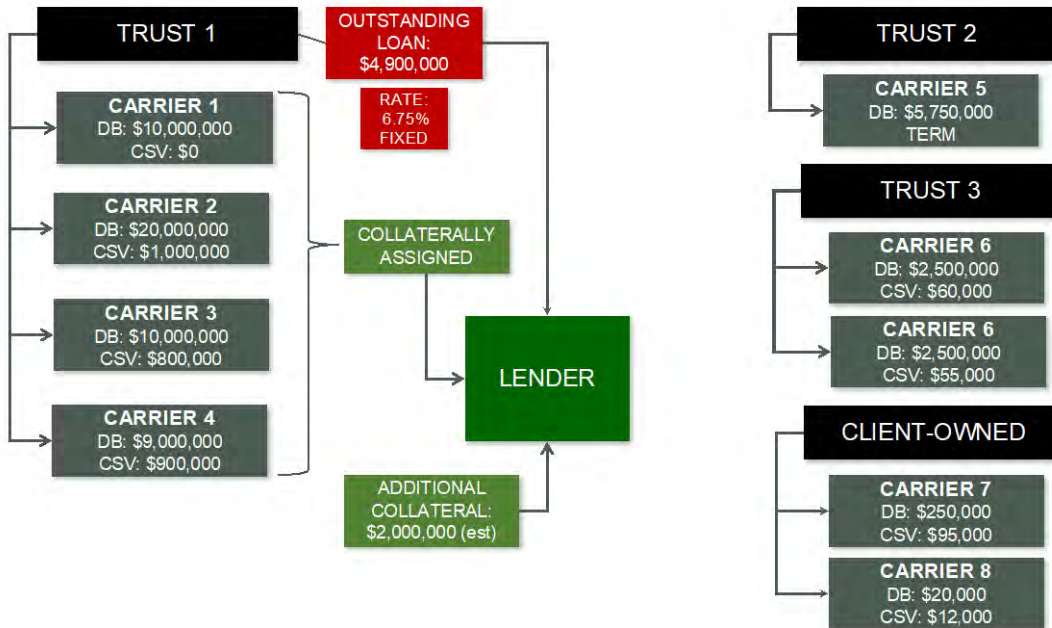 TRUST 1
OUTSTANDING
LOAN:
$4,900,000
RATE:
6.75%
FIXED
CARRIER 1
DB: $10,000,000
CSV: $0
CARRIER 2
DB: $20,000,000
CSV: $1,000,000
CARRIER 3
DB: $10,000,000
CSV: $800,000
CARRIER 4
DB: $9,000,000
CSV: $900,000
COLLATERALLY
ASSIGNED
LENDER
ADDITIONAL
COLLATERAL:
$2,000,000 (est)
TRUST 2
CARRIER 5
DB: $5,750,000
TERM
TRUST 3
CARRIER 6
DB: $2,500,000
CSV: $60,000
CARRIER 6
DB: $2,500,000
CSV: $55,000
CLIENT-OWNED
CARRIER 7
DB: $250,000
CSV: $95,000
CARRIER 8
DB: $20,000
CSV: $12,000